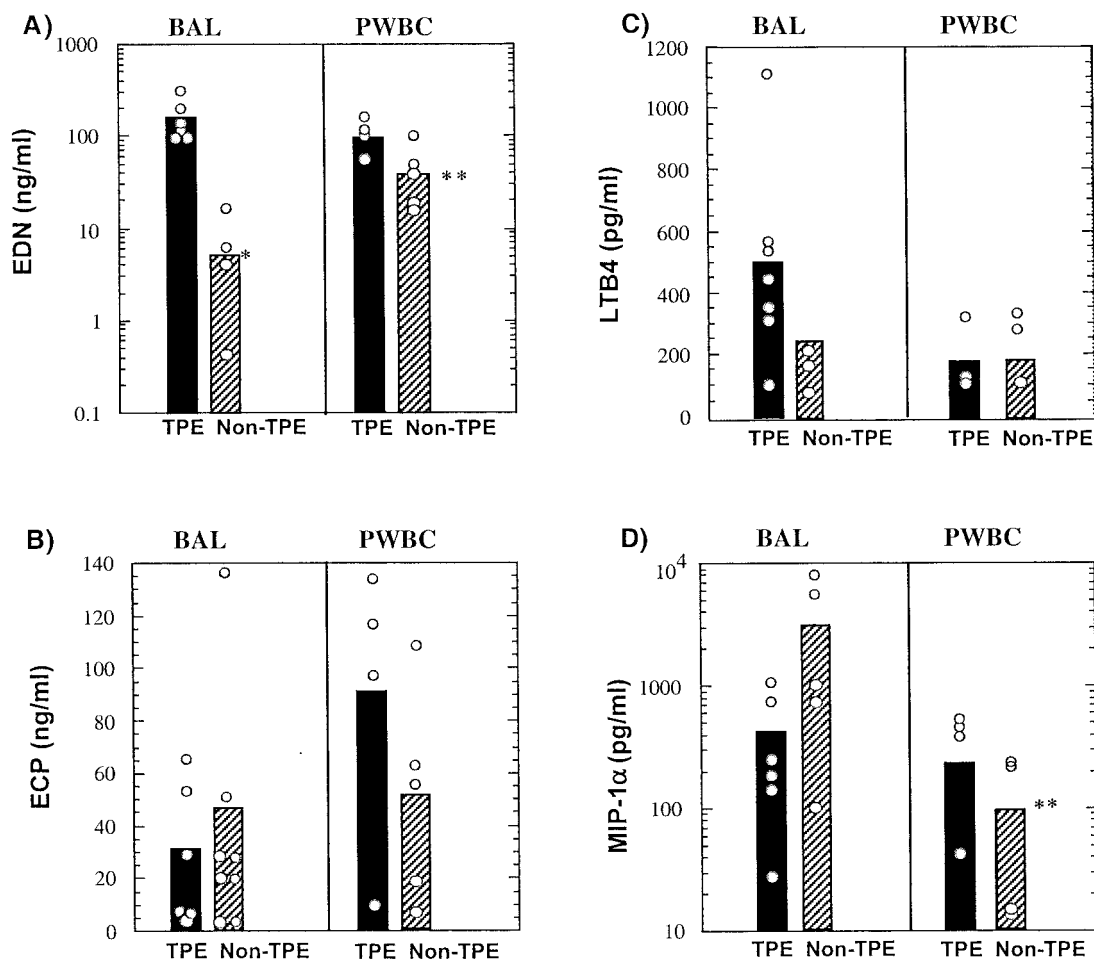 A)
BAL PWBC
EDN (ng/ml)
1000
100
10
1
0.1
*
**
TPE Non-TPE TPE Non-TPE
C)
BAL PWBC
LTB4 (pg/ml)
1200
1000
800
600
400
200
0
TPE Non-TPE TPE Non-TPE
B)
BAL PWBC
ECP (ng/ml)
140
120
100
80
60
40
20
0
TPE Non-TPE TPE Non-TPE
D)
BAL PWBC
MIP-1α (pg/ml)
10⁴
1000
100
10
**
TPE Non-TPE TPE Non-TPE